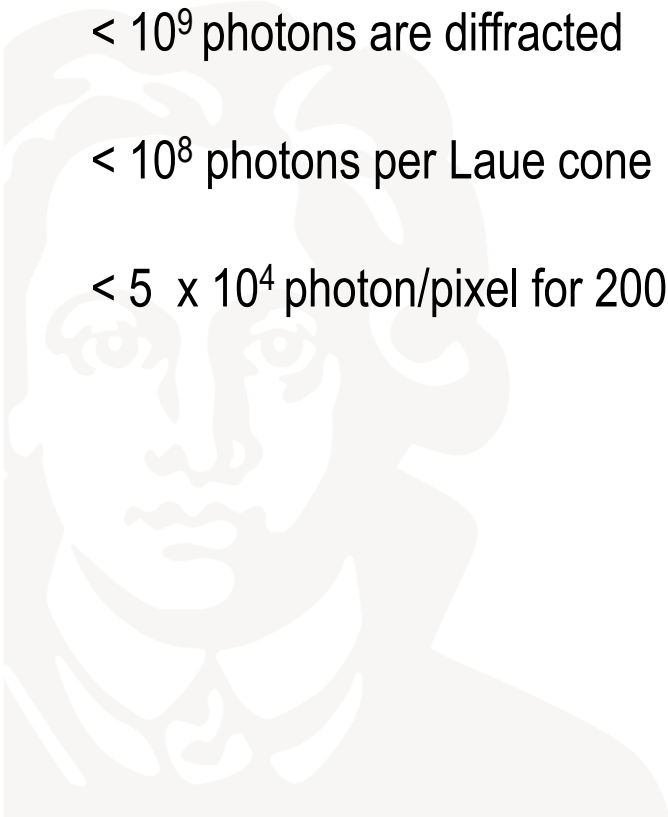 < 10⁹ photons are diffracted
< 10⁸ photons per Laue cone
< 5 x 10⁴ photon/pixel for 200